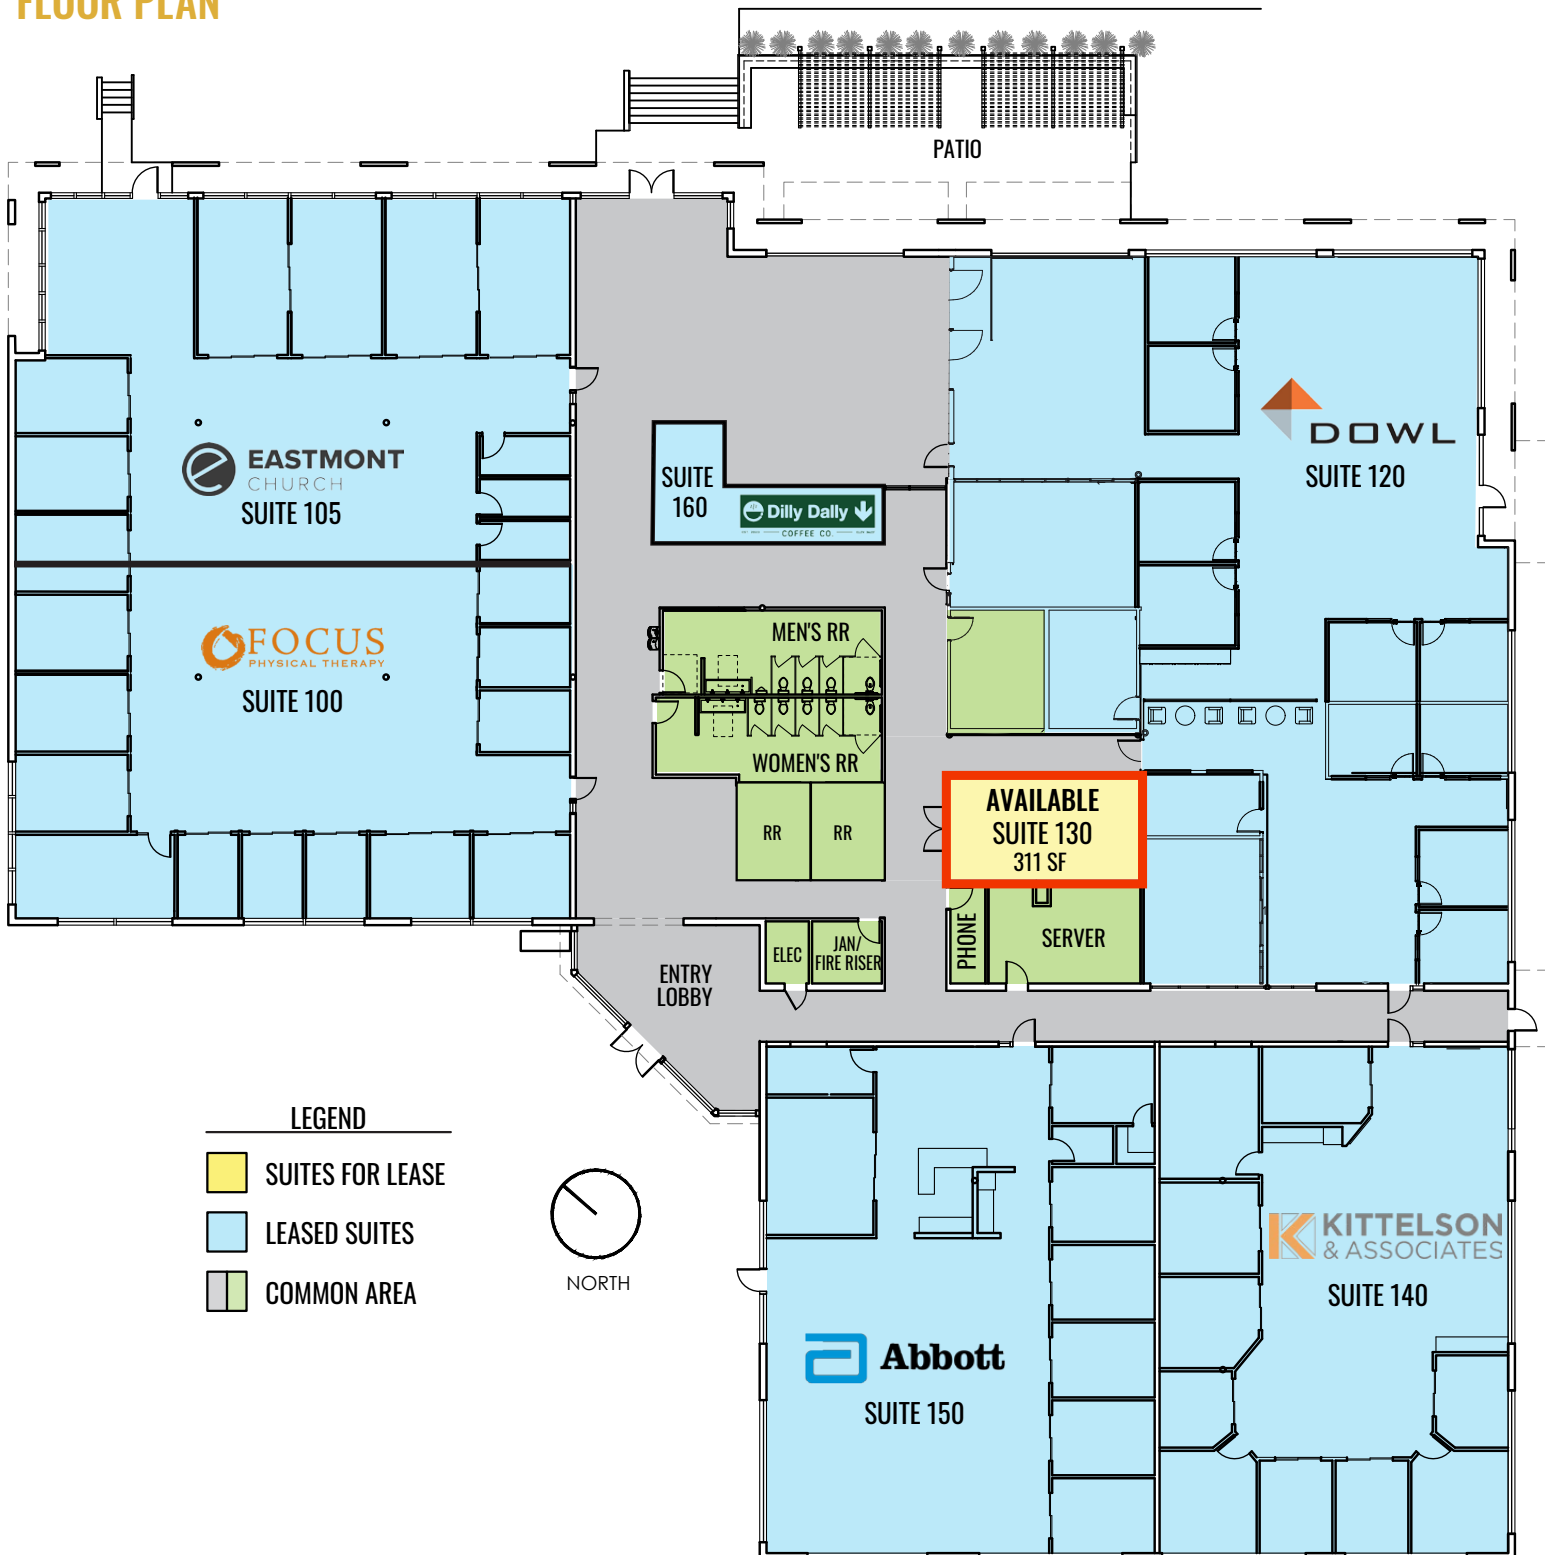 FLOOR PLAN
PATIO
EASTMONT
CHURCH
SUITE 105
DOWL
SUITE 120
SUITE
160
Dilly Dally
COFFEE CO.
FOCUS
PHYSICAL THERAPY
SUITE 100
MEN'S RR
WOMEN'S RR
RR
RR
AVAILABLE
SUITE 130
311 SF
PHONE
SERVER
ELEC
JAN/
FIRE RISER
ENTRY
LOBBY
LEGEND
SUITES FOR LEASE
LEASED SUITES
COMMON AREA
NORTH
KITTELSON
& ASSOCIATES
SUITE 140
Abbott
SUITE 150